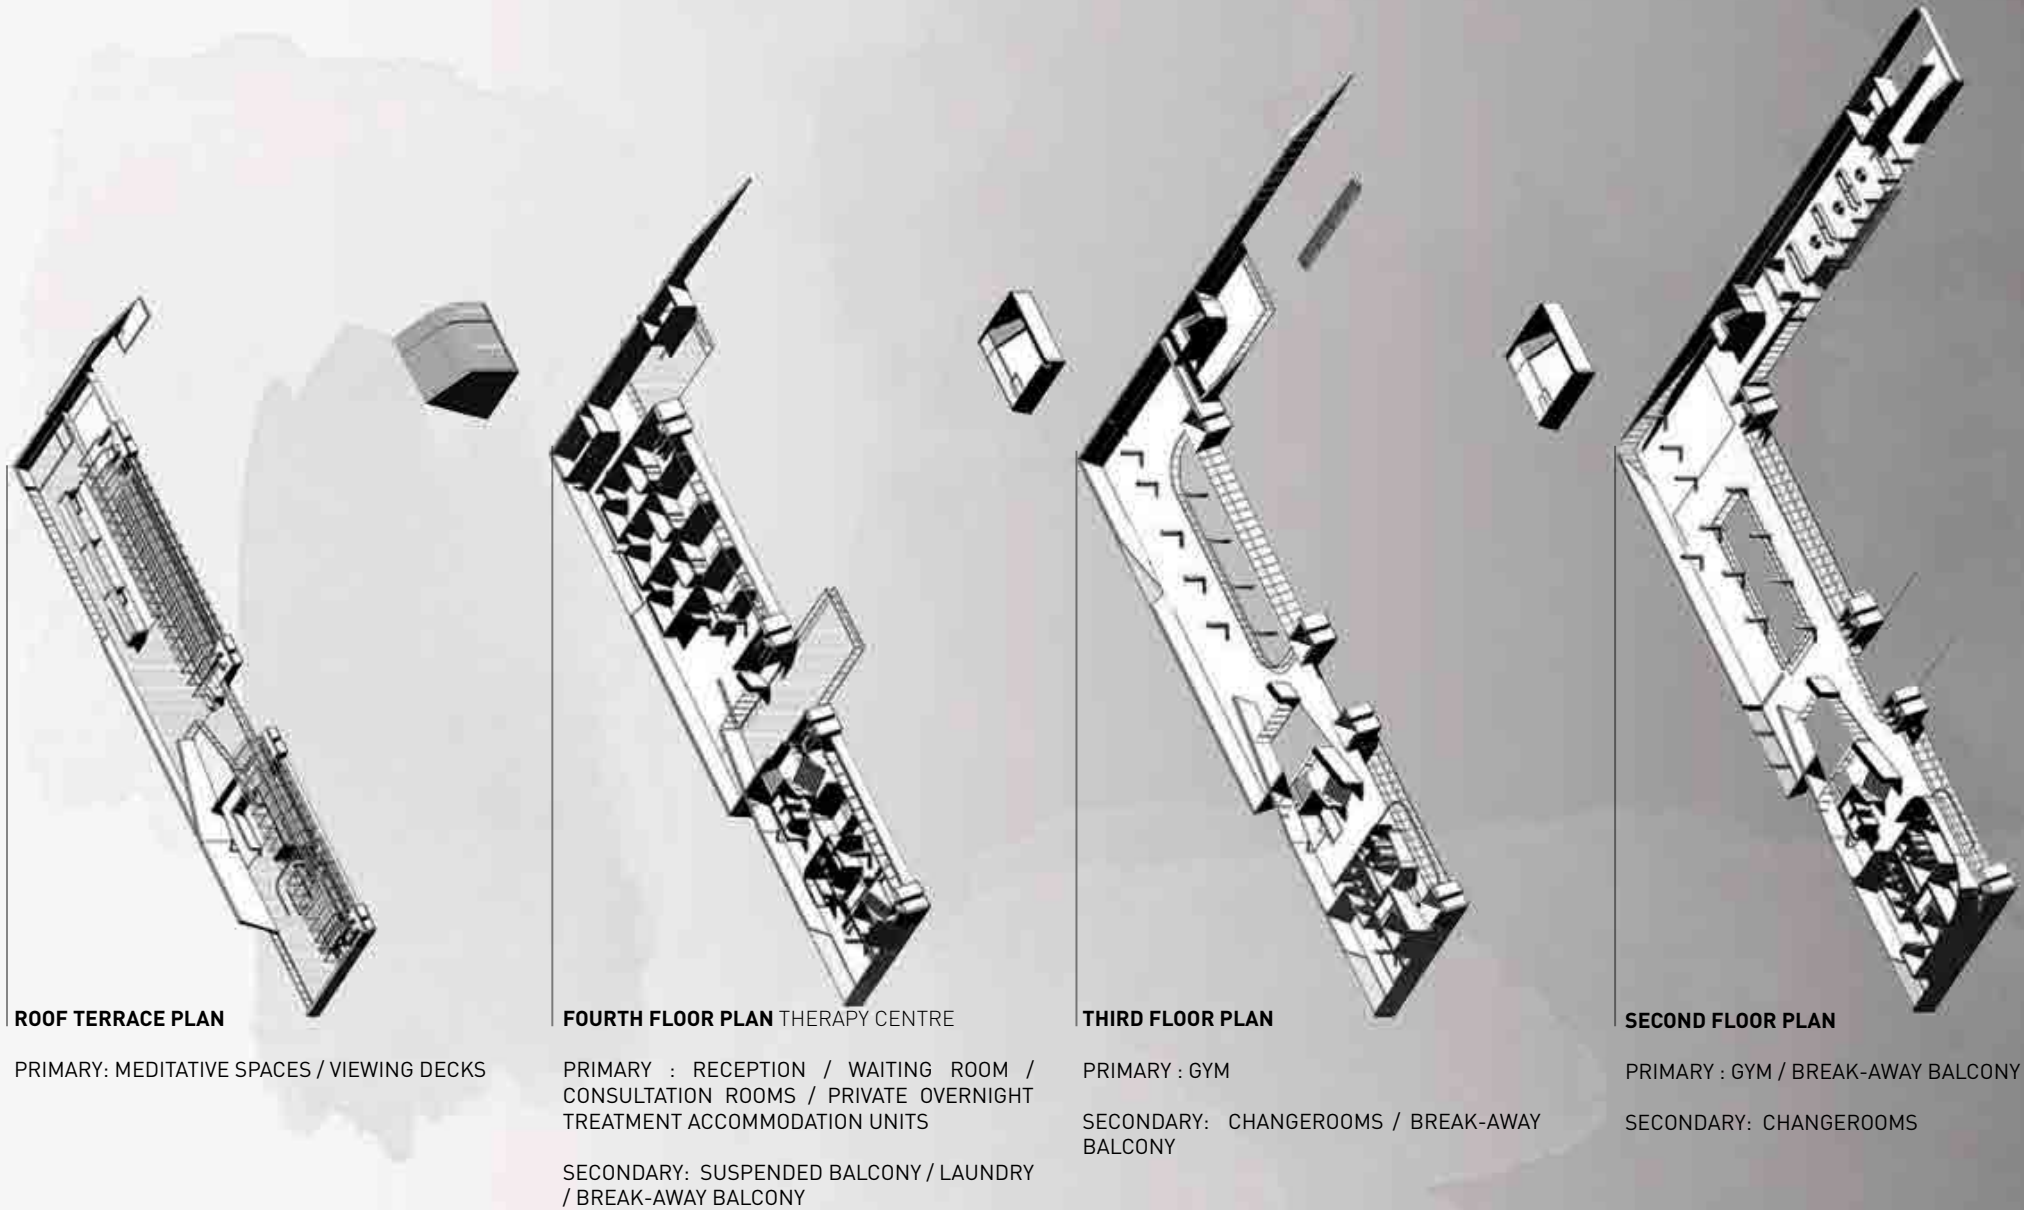 ROOF TERRACE PLAN
PRIMARY: MEDITATIVE SPACES / VIEWING DECKS
FOURTH FLOOR PLAN THERAPY CENTRE
PRIMARY : RECEPTION / WAITING ROOM /
CONSULTATION ROOMS / PRIVATE OVERNIGHT
TREATMENT ACCOMMODATION UNITS
SECONDARY: SUSPENDED BALCONY / LAUNDRY
/ BREAK-AWAY BALCONY
THIRD FLOOR PLAN
PRIMARY : GYM
SECONDARY: CHANGEROOMS / BREAK-AWAY
BALCONY
SECOND FLOOR PLAN
PRIMARY : GYM / BREAK-AWAY BALCONY
SECONDARY: CHANGEROOMS